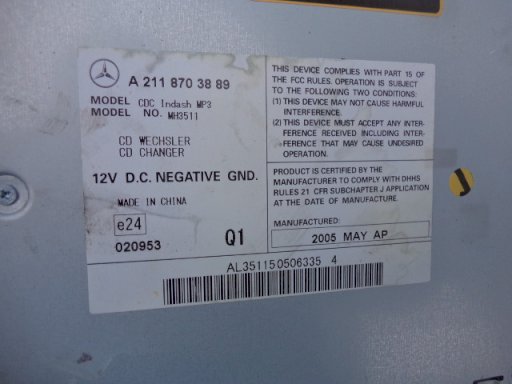 A 211 870 38 89
MODEL CDC Indash MP3
MODEL NO. MH3511
CD WECHSLER
CD CHANGER
12V D.C. NEGATIVE GND.
MADE IN CHINA
e24
020953
Q1
THIS DEVICE COMPLIES WITH PART 15 OF
THE FCC RULES. OPERATION IS SUBJECT
TO THE FOLLOWING TWO CONDITIONS:
(1) THIS DEVICE MAY NOT CAUSE HARMFUL
INTERFERENCE.
(2) THIS DEVICE MUST ACCEPT ANY INTER-
FERENCE RECEIVED INCLUDING INTER-
FERENCE THAT MAY CAUSE UNDESIRED
OPERATION.
PRODUCT IS CERTIFIED BY THE
MANUFACTURER TO COMPLY WITH DHHS
RULES 21 CFR SUBCHAPTER J APPLICATION
AT THE DATE OF MANUFACTURE.
MANUFACTURED:
2005 MAY AP
AL351150506335 4